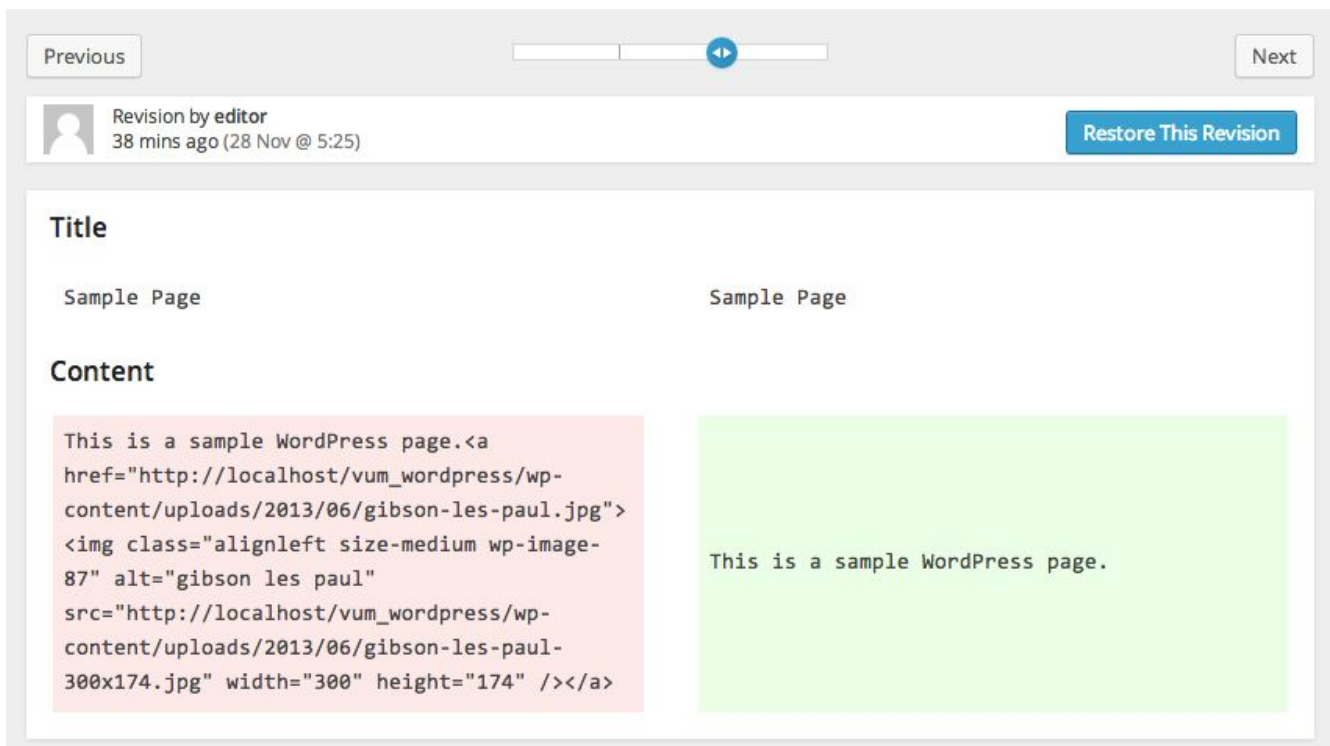 Previous
Next
Revision by editor
38 mins ago (28 Nov @ 5:25)
Restore This Revision
Title
Sample Page
Sample Page
Content
This is a sample WordPress page.<a
href="http://localhost/vum_wordpress/wp-
content/uploads/2013/06/gibson-les-paul.jpg">
<img class="alignleft size-medium wp-image-
87" alt="gibson les paul"
src="http://localhost/vum_wordpress/wp-
content/uploads/2013/06/gibson-les-paul-
300x174.jpg" width="300" height="174" /></a>
This is a sample WordPress page.